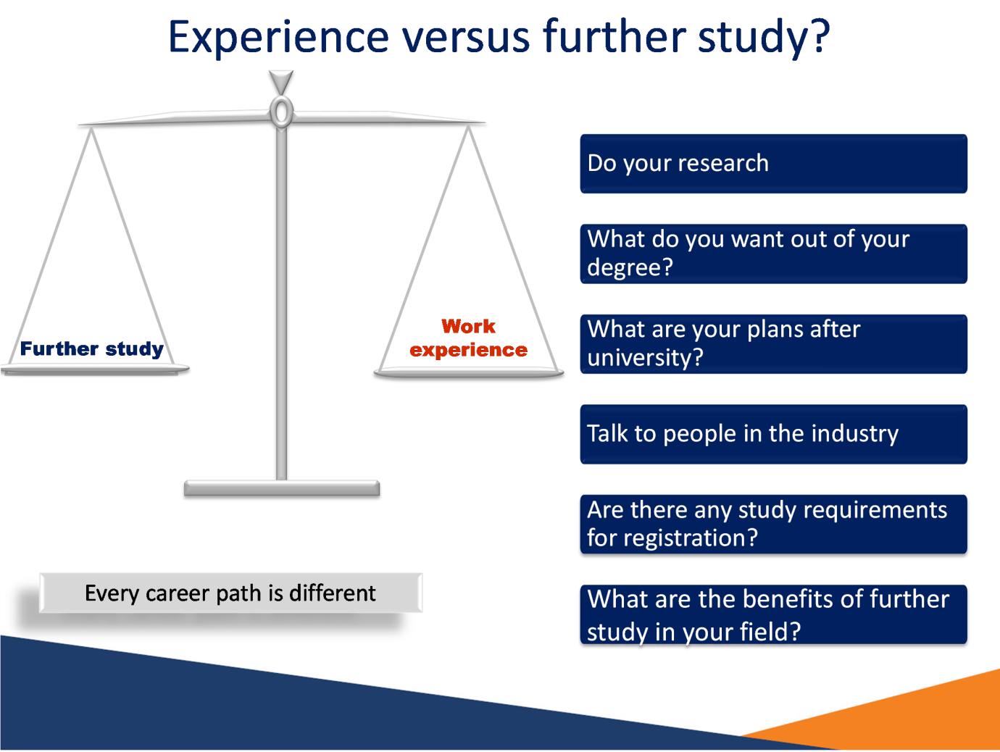 Experience versus further study?
Further study
Work
experience
Every career path is different
Do your research
What do you want out of your
degree?
What are your plans after
university?
Talk to people in the industry
Are there any study requirements
for registration?
What are the benefits of further
study in your field?